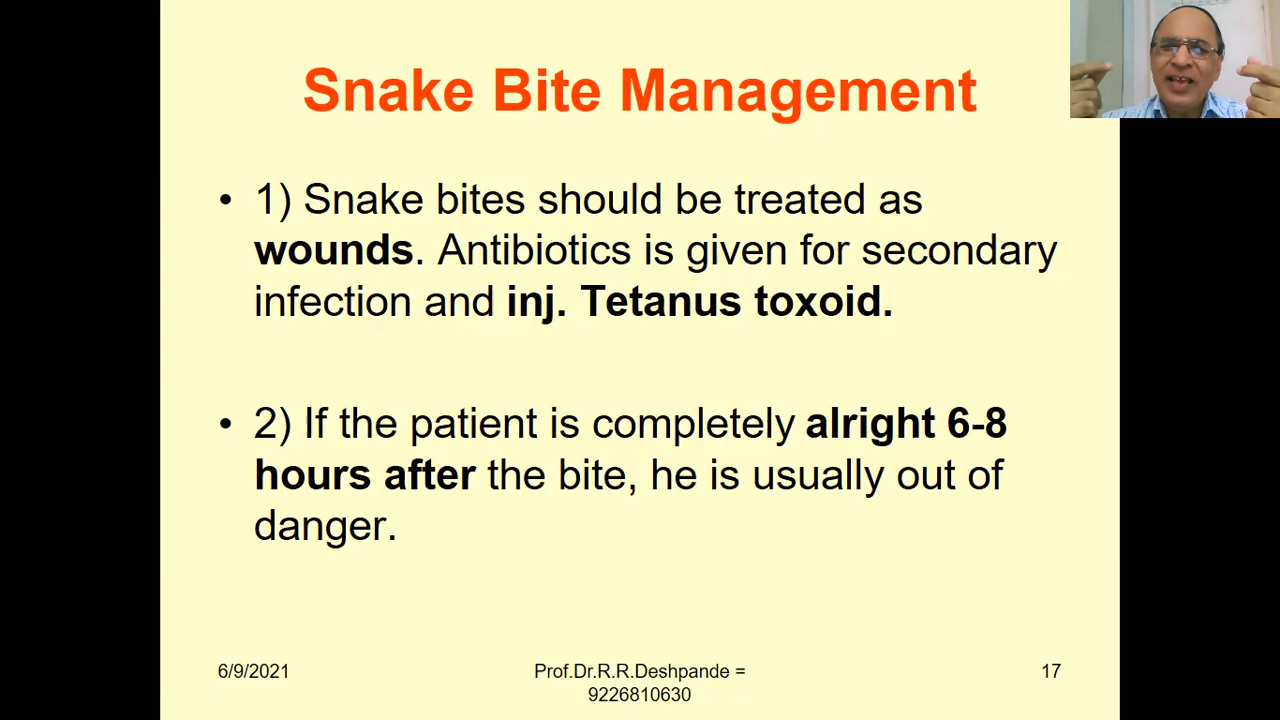 Snake Bite Management
• 1) Snake bites should be treated as
wounds. Antibiotics is given for secondary
infection and inj. Tetanus toxoid.
• 2) If the patient is completely alright 6-8
hours after the bite, he is usually out of
danger.
6/9/2021
Prof.Dr.R.R.Deshpande =
9226810630
17